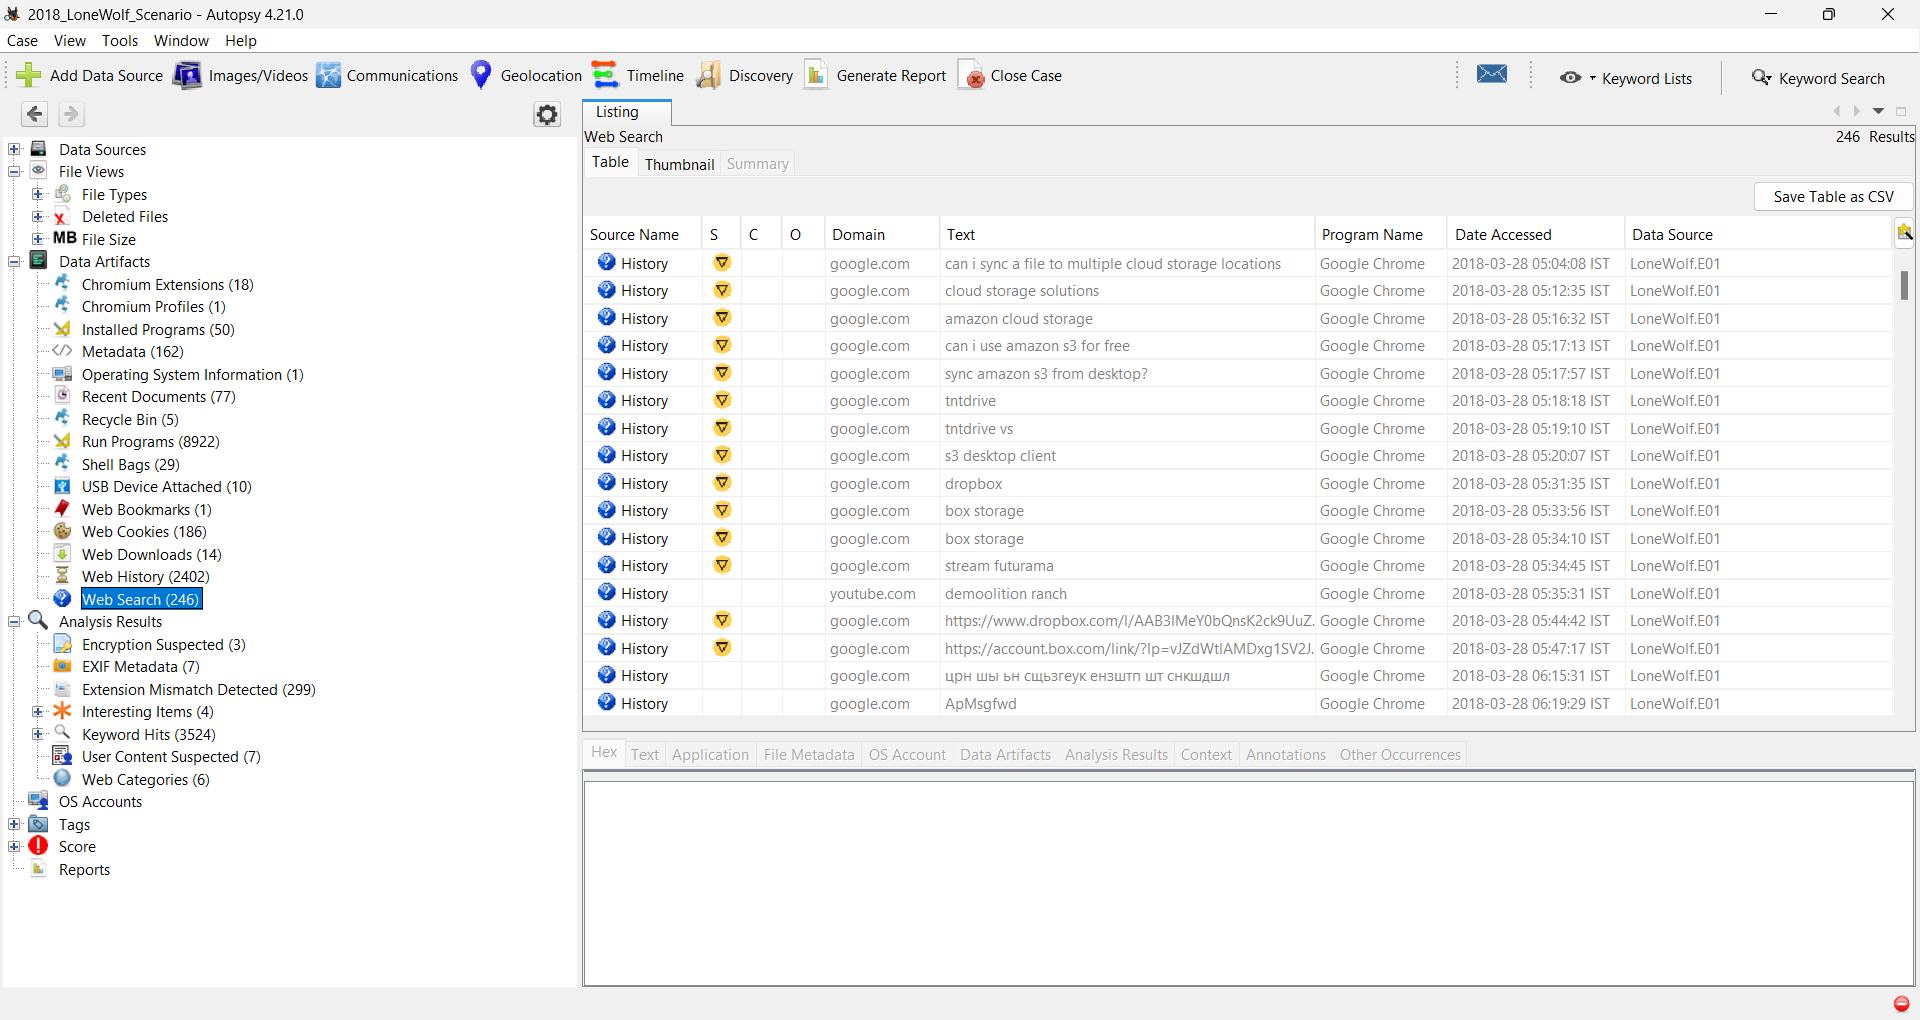 2018_LoneWolf_Scenario - Autopsy 4.21.0
Case View Tools Window Help
Add Data Source Images/Videos Communications Geolocation Timeline Discovery Generate Report Close Case Keyword Lists Keyword Search
Data Sources
File Views
File Types
Deleted Files
MB File Size
Data Artifacts
Chromium Extensions (18)
Chromium Profiles (1)
Installed Programs (50)
Metadata (162)
Operating System Information (1)
Recent Documents (77)
Recycle Bin (5)
Run Programs (8922)
Shell Bags (29)
USB Device Attached (10)
Web Bookmarks (1)
Web Cookies (186)
Web Downloads (14)
Web History (2402)
Web Search (246)
Analysis Results
Encryption Suspected (3)
EXIF Metadata (7)
Extension Mismatch Detected (299)
Interesting Items (4)
Keyword Hits (3524)
User Content Suspected (7)
Web Categories (6)
OS Accounts
Tags
Score
Reports
Listing
Web Search 246 Results
Table Thumbnail Summary
Save Table as CSV
Source Name S C O Domain Text Program Name Date Accessed Data Source
History google.com can i sync a file to multiple cloud storage locations Google Chrome 2018-03-28 05:04:08 IST LoneWolf.E01
History google.com cloud storage solutions Google Chrome 2018-03-28 05:12:35 IST LoneWolf.E01
History google.com amazon cloud storage Google Chrome 2018-03-28 05:16:32 IST LoneWolf.E01
History google.com can i use amazon s3 for free Google Chrome 2018-03-28 05:17:13 IST LoneWolf.E01
History google.com sync amazon s3 from desktop? Google Chrome 2018-03-28 05:17:57 IST LoneWolf.E01
History google.com tntdrive Google Chrome 2018-03-28 05:18:18 IST LoneWolf.E01
History google.com tntdrive vs Google Chrome 2018-03-28 05:19:10 IST LoneWolf.E01
History google.com s3 desktop client Google Chrome 2018-03-28 05:20:07 IST LoneWolf.E01
History google.com dropbox Google Chrome 2018-03-28 05:31:35 IST LoneWolf.E01
History google.com box storage Google Chrome 2018-03-28 05:33:56 IST LoneWolf.E01
History google.com box storage Google Chrome 2018-03-28 05:34:10 IST LoneWolf.E01
History google.com stream futurama Google Chrome 2018-03-28 05:34:45 IST LoneWolf.E01
History youtube.com demoolition ranch Google Chrome 2018-03-28 05:35:31 IST LoneWolf.E01
History google.com https://www.dropbox.com/l/AAB3IMeY0bQnsK2ck9UuZ... Google Chrome 2018-03-28 05:44:42 IST LoneWolf.E01
History google.com https://account.box.com/link/?lp=vJZdWtlAMDxg1SV2J... Google Chrome 2018-03-28 05:47:17 IST LoneWolf.E01
History google.com црн шы ьн сщьзгеук ензштп шт снкшдшл Google Chrome 2018-03-28 06:15:31 IST LoneWolf.E01
History google.com ApMsgfwd Google Chrome 2018-03-28 06:19:29 IST LoneWolf.E01
Hex Text Application File Metadata OS Account Data Artifacts Analysis Results Context Annotations Other Occurrences